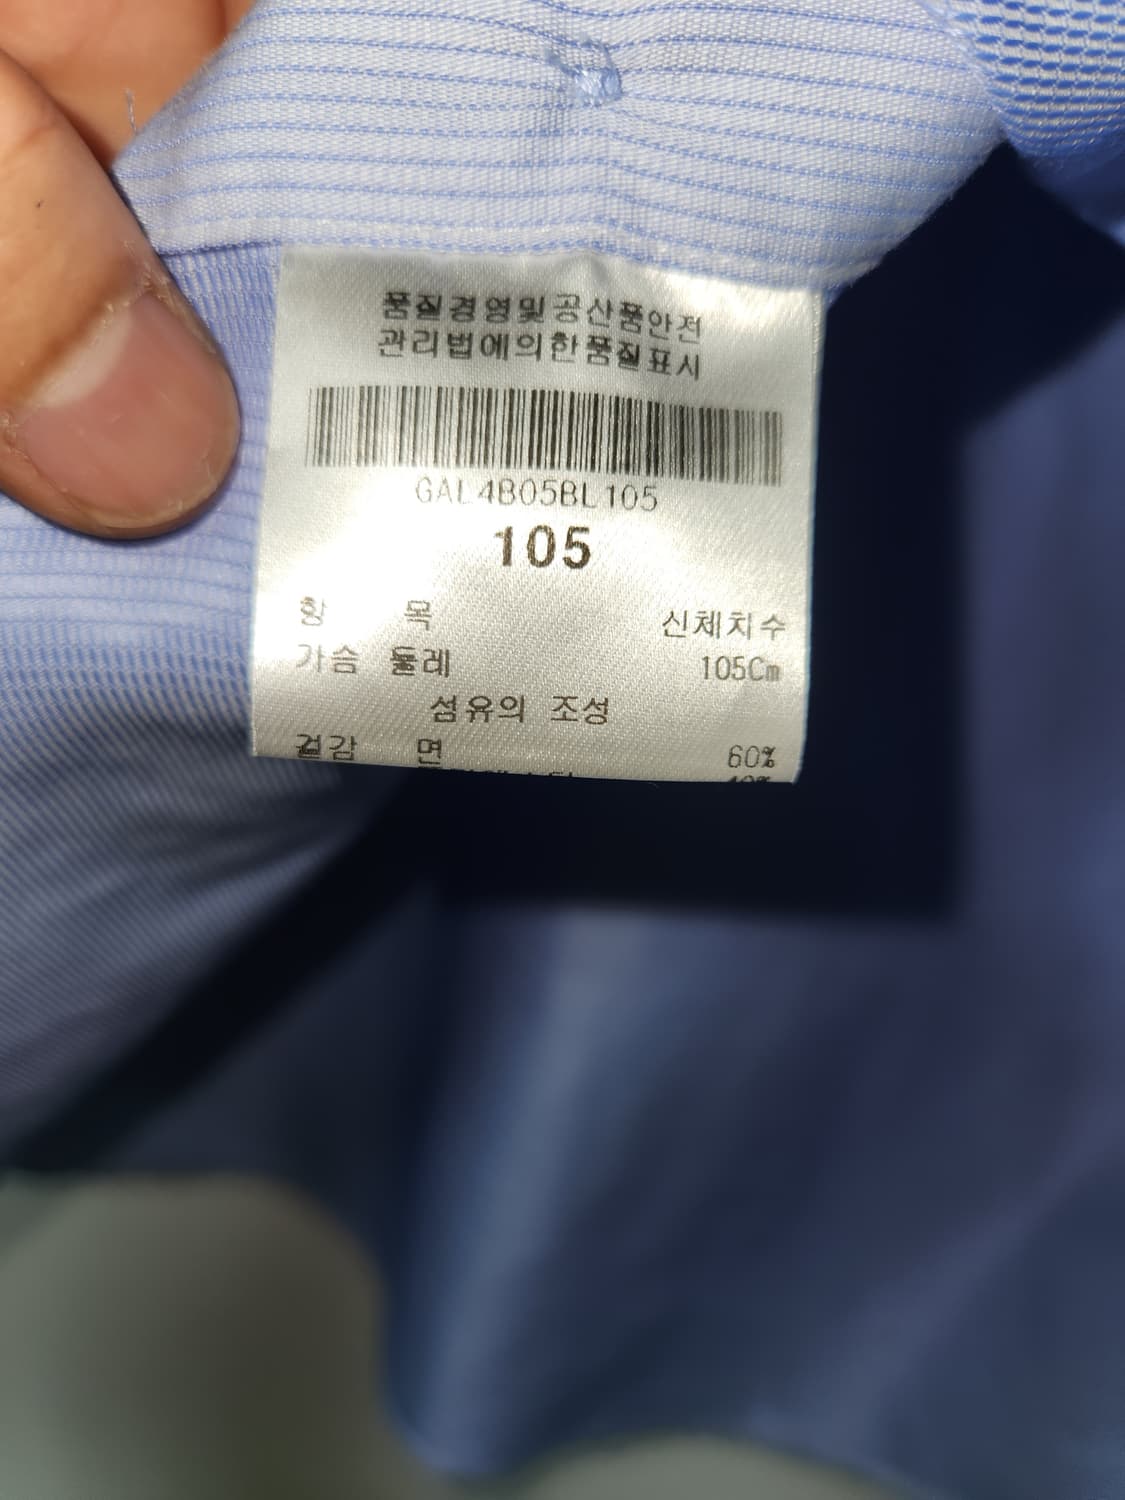 품질경영및공산품안전
관리법에의한품질표시
GAL4B05BL105
105
항 목 신체치수
가슴 둘레 105Cm
섬유의 조성
겉감 면 60%